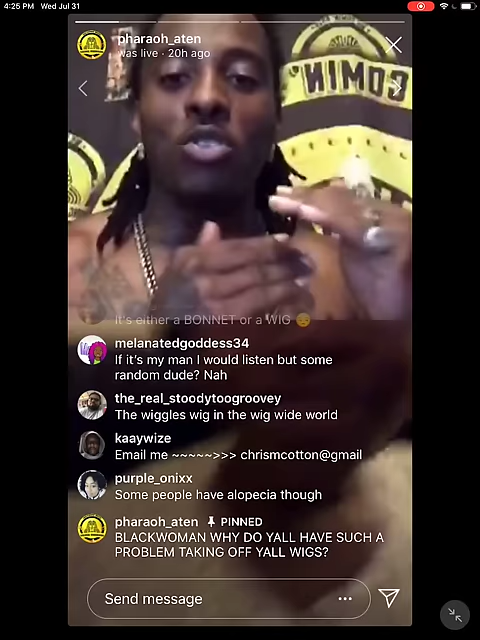 4:25 PM Wed Jul 31
pharaoh_aten
was live · 20h ago
COMIN'
It's either a BONNET or a WIG 😔
melanatedgoddess34
If it's my man I would listen but some
random dude? Nah
the_real_stoodytoogroovey
The wiggles wig in the wig wide world
kaaywize
Email me ~~~~~>>> chrismcotton@gmail
purple_onixx
Some people have alopecia though
pharaoh_aten PINNED
BLACKWOMAN WHY DO YALL HAVE SUCH A
PROBLEM TAKING OFF YALL WIGS?
Send message